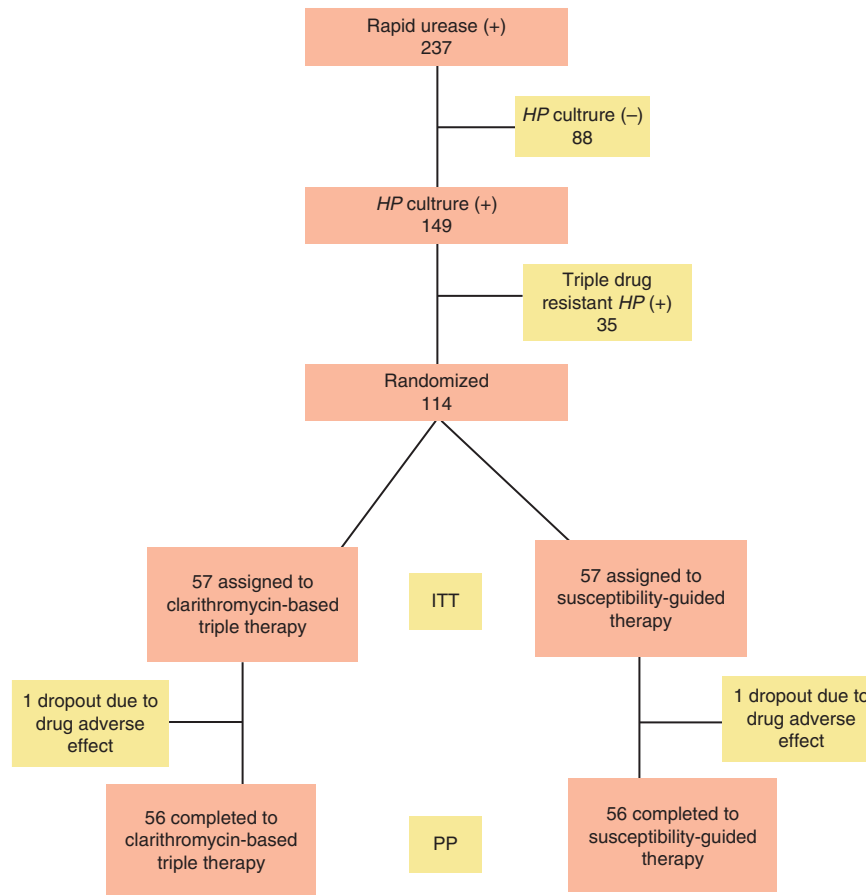 Rapid urease (+)
237
HP cultrure (–)
88
HP cultrure (+)
149
Triple drug
resistant HP (+)
35
Randomized
114
57 assigned to
clarithromycin-based
triple therapy
ITT
57 assigned to
susceptibility-guided
therapy
1 dropout due to
drug adverse
effect
1 dropout due to
drug adverse
effect
56 completed to
clarithromycin-based
triple therapy
PP
56 completed to
susceptibility-guided
therapy